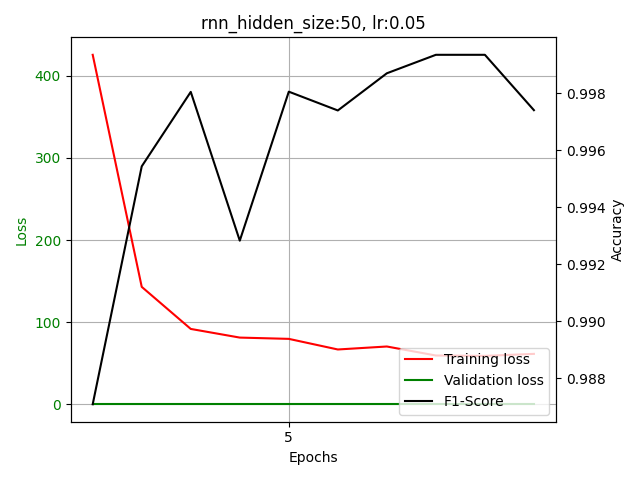 rnn_hidden_size:50, lr:0.05
Loss
400
300
200
100
0
0.998
0.996
0.994
0.992
0.990
0.988
Accuracy
Training loss
Validation loss
F1-Score
5
Epochs